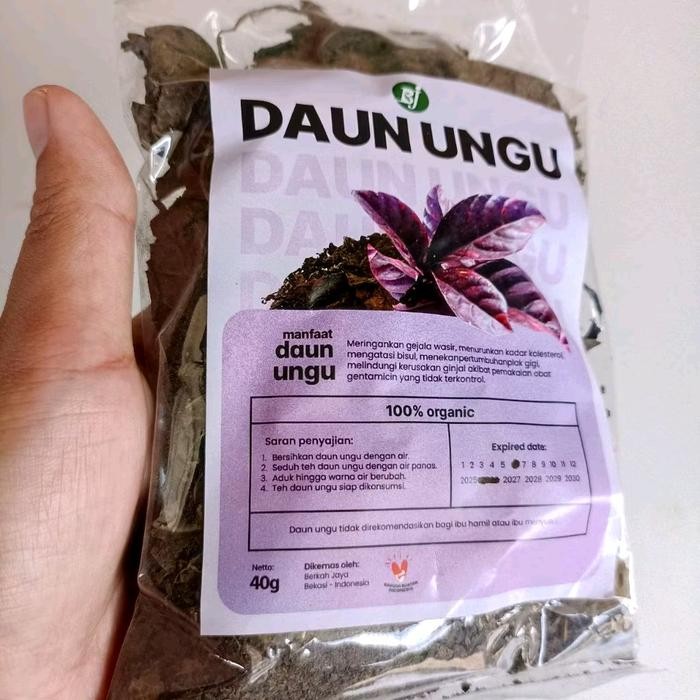 BJ
DAUN UNGU
DAUN UNGU
manfaat
daun
ungu
Meringankan gejala wasir, menurunkan kadar kolesterol,
mengatasi bisul, menekanpertumbuhanplak gigi,
melindungi kerusakan ginjal akibat pemakaian obat
gentamicin yang tidak terkontrol.
100% organic
Saran penyajian:
1. Bersihkan daun ungu dengan air.
2. Seduh teh daun ungu dengan air panas.
3. Aduk hingga warna air berubah.
4. Teh daun ungu siap dikonsumsi.
Expired date:
1 2 3 4 5 7 8 9 10 11 12
2025 2027 2028 2029 2030
Daun ungu tidak direkomendasikan bagi ibu hamil atau ibu menyusui.
Netto:
40g
Dikemas oleh:
Berkah Jaya
Bekasi - Indonesia